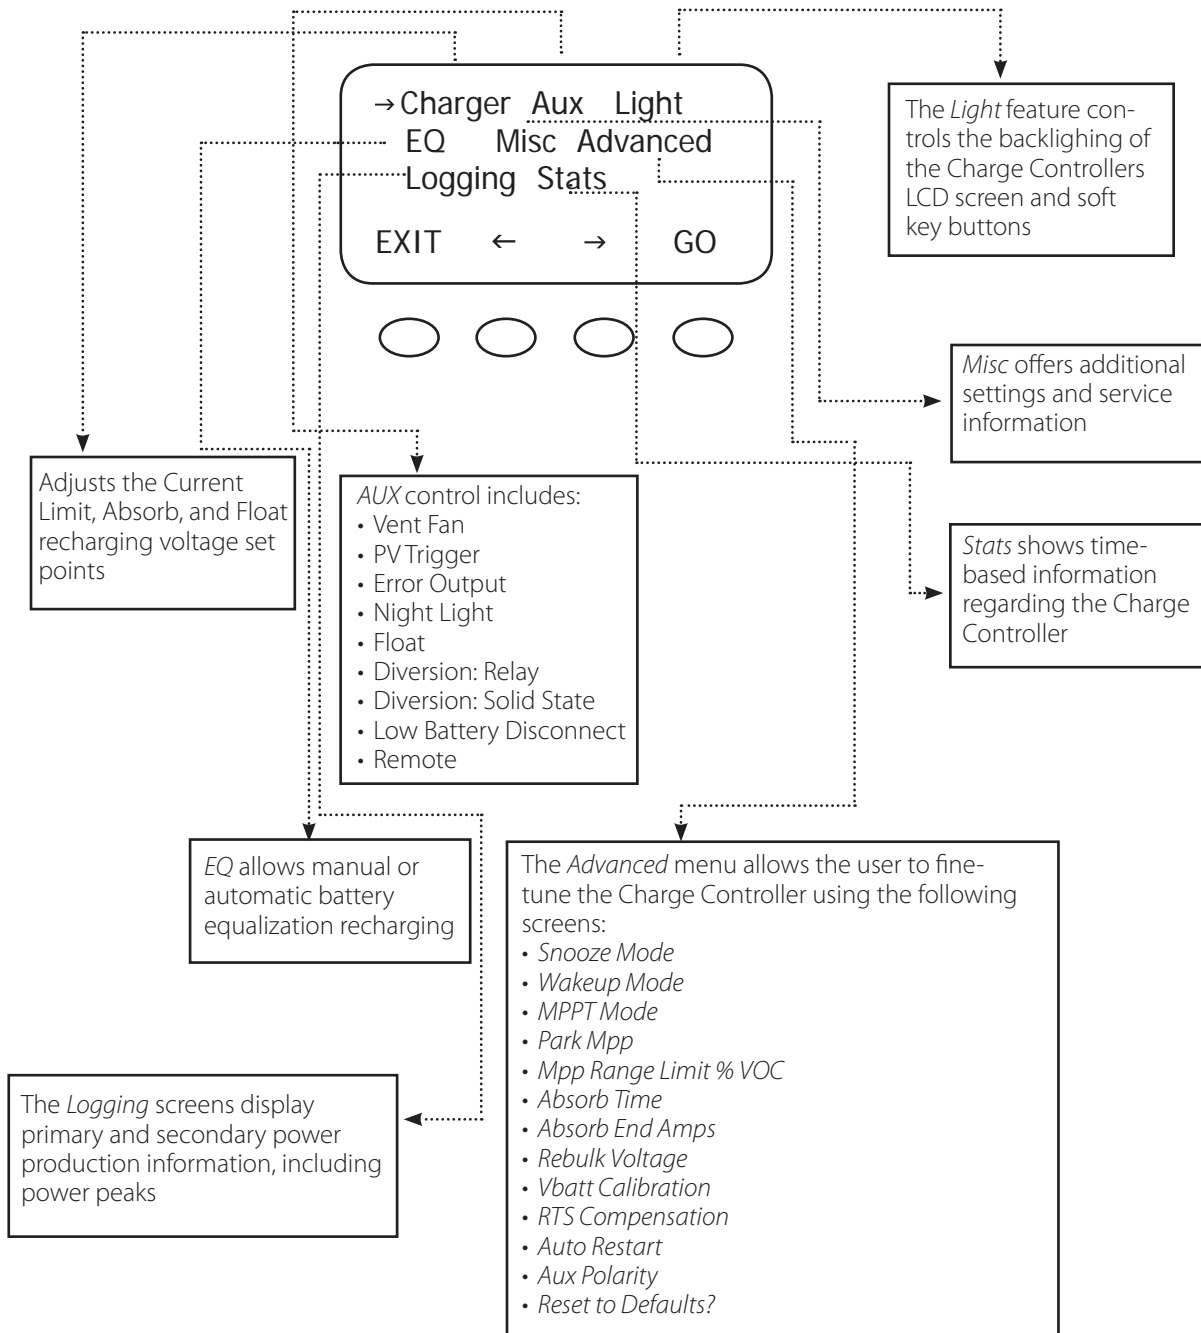 →Charger Aux Light
EQ Misc Advanced
Logging Stats
EXIT ← → GO
The Light feature con-
trols the backlighing of
the Charge Controllers
LCD screen and soft
key buttons
Misc offers additional
settings and service
information
Adjusts the Current
Limit, Absorb, and Float
recharging voltage set
points
AUX control includes:
• Vent Fan
• PV Trigger
• Error Output
• Night Light
• Float
• Diversion: Relay
• Diversion: Solid State
• Low Battery Disconnect
• Remote
Stats shows time-
based information
regarding the Charge
Controller
EQ allows manual or
automatic battery
equalization recharging
The Advanced menu allows the user to fine-
tune the Charge Controller using the following
screens:
• Snooze Mode
• Wakeup Mode
• MPPT Mode
• Park Mpp
• Mpp Range Limit % VOC
• Absorb Time
• Absorb End Amps
• Rebulk Voltage
• Vbatt Calibration
• RTS Compensation
• Auto Restart
• Aux Polarity
• Reset to Defaults?
The Logging screens display
primary and secondary power
production information, including
power peaks